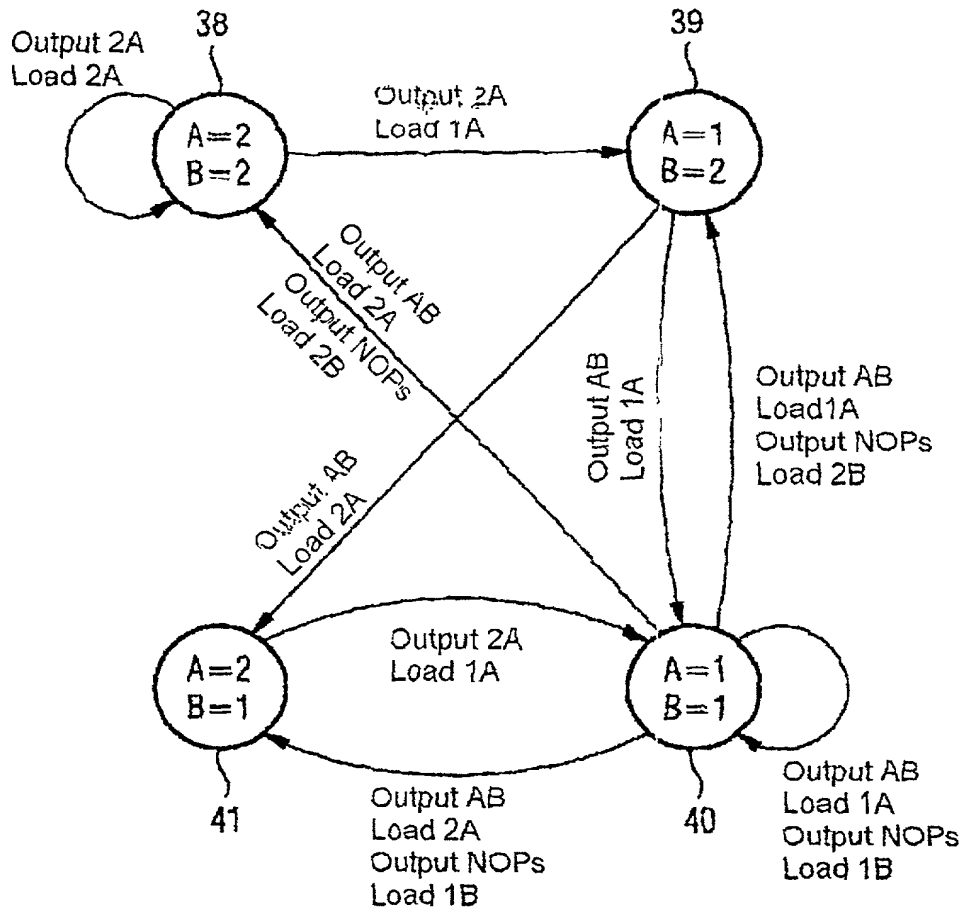 38
39
Output 2A
Load 2A
A=2
B=2
Output 2A
Load 1A
A=1
B=2
Output AB
Load 2A
Output NOPs
Load 2B
Output AB
Load 1A
Output AB
Load1A
Output NOPs
Load 2B
Output AB
Load 2A
A=2
B=1
Output 2A
Load 1A
A=1
B=1
41
Output AB
Load 2A
Output NOPs
Load 1B
40
Output AB
Load 1A
Output NOPs
Load 1B